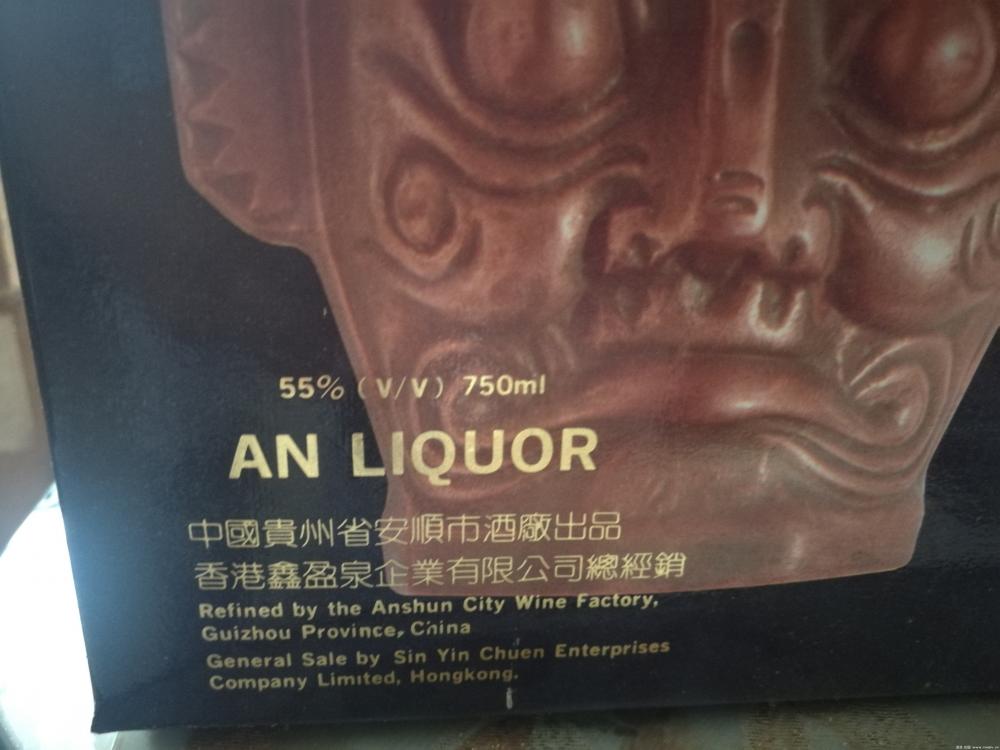 55% (V/V) 750ml
AN LIQUOR
中國貴州省安順市酒廠出品
香港鑫盈泉企業有限公司總經銷
Refined by the Anshun City Wine Factory,
Guizhou Province, China
General Sale by Sin Yin Chuen Enterprises
Company Limited, Hongkong.